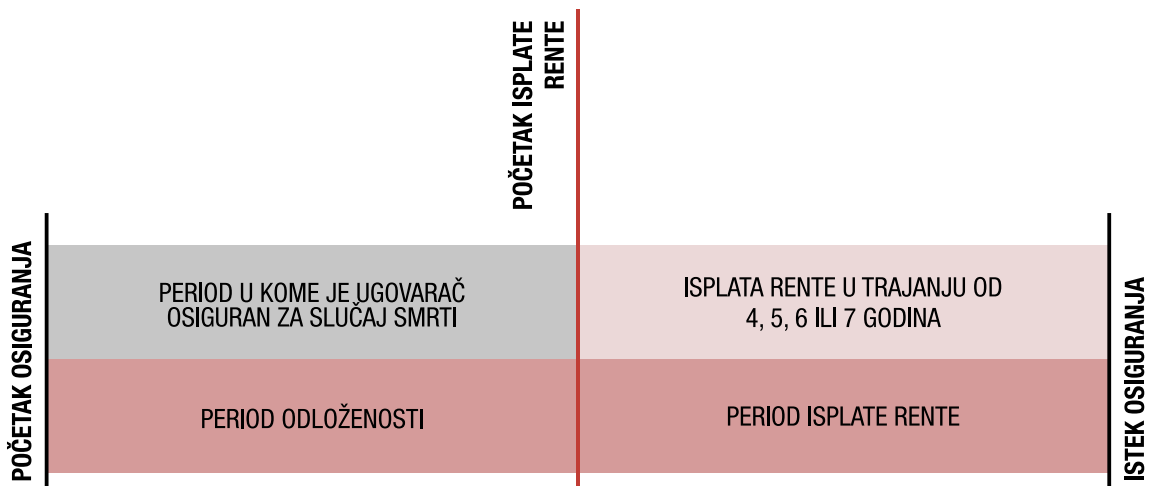 POČETAK ISPLATE
RENTE
POČETAK OSIGURANJA
PERIOD U KOME JE UGOVARAČ
OSIGURAN ZA SLUČAJ SMRTI
ISPLATA RENTE U TRAJANJU OD
4, 5, 6 ILI 7 GODINA
PERIOD ODLOŽENOSTI
PERIOD ISPLATE RENTE
ISTEK OSIGURANJA